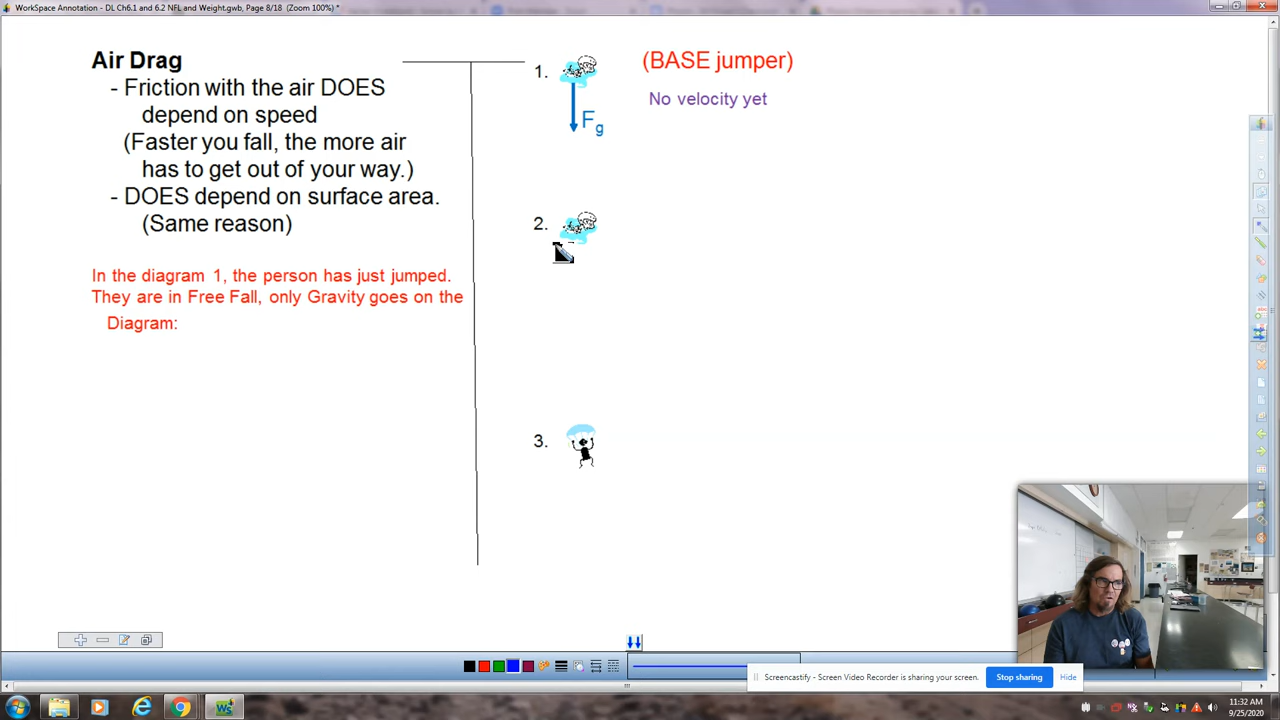 WorkSpace Annotation - DL Ch6.1 and 6.2 NFL and Weight.gwb, Page 8/18 (Zoom 100%) *
Air Drag
- Friction with the air DOES
depend on speed
(Faster you fall, the more air
has to get out of your way.)
- DOES depend on surface area.
(Same reason)
In the diagram 1, the person has just jumped.
They are in Free Fall, only Gravity goes on the
Diagram:
1.
(BASE jumper)
No velocity yet
Fg
2.
3.
Screencastify - Screen Video Recorder is sharing your screen.
Stop sharing
Hide
11:32 AM
9/25/2020